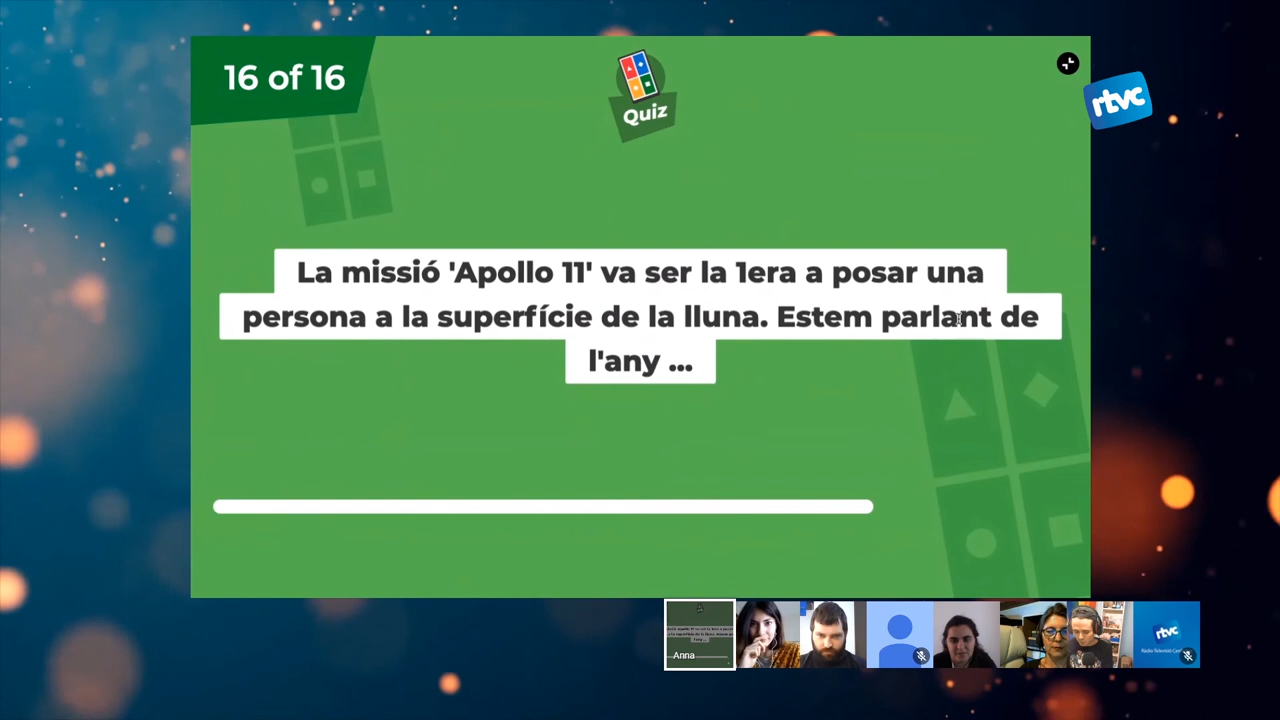 16 of 16
Quiz
rtvc
La missió 'Apollo 11' va ser la 1era a posar una
persona a la superfície de la lluna. Estem parlant de
l'any ...
Anna
rtvc